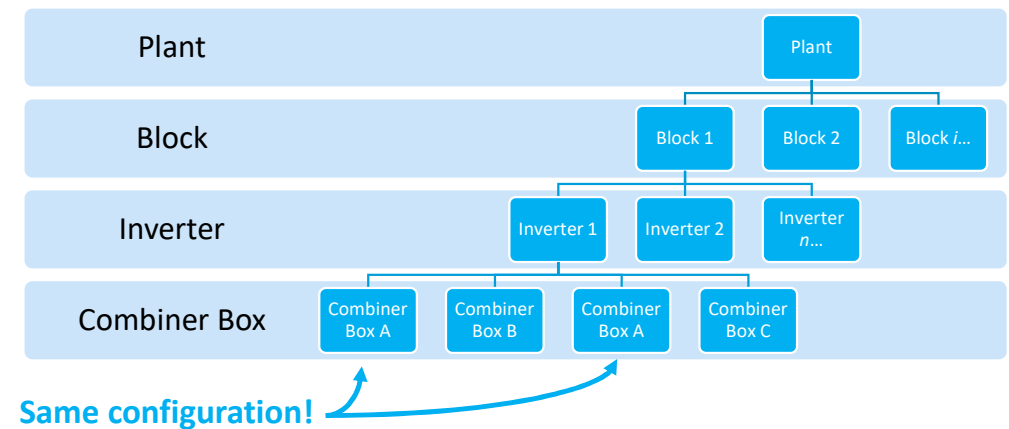 Plant
Plant
Block
Block 1
Block 2
Block i...
Inverter
Inverter 1
Inverter 2
Inverter
n...
Combiner Box
Combiner
Box A
Combiner
Box B
Combiner
Box A
Combiner
Box C
Same configuration!